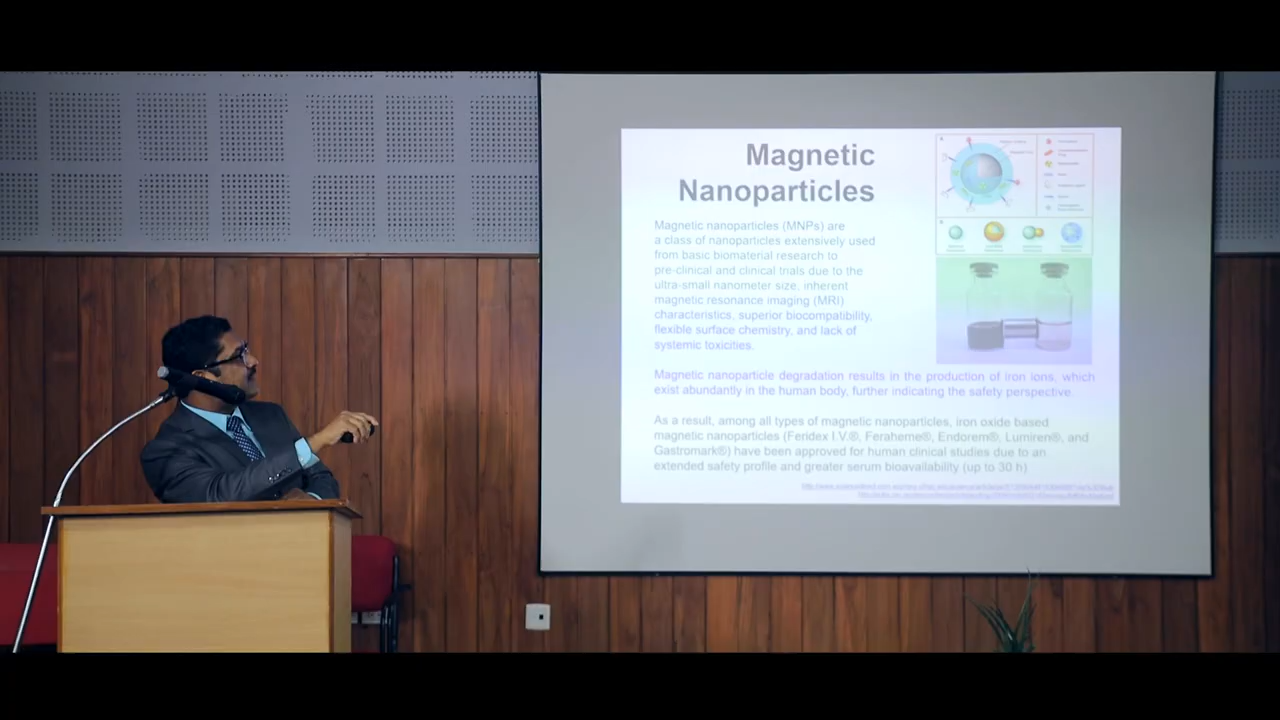 Magnetic
Nanoparticles
Magnetic nanoparticles (MNPs) are
a class of nanoparticles extensively used
from basic biomaterial research to
pre-clinical and clinical trials due to the
ultra-small nanometer size, inherent
magnetic resonance imaging (MRI)
characteristics, superior biocompatibility,
flexible surface chemistry, and lack of
systemic toxicities.
Magnetic nanoparticle degradation results in the production of iron ions, which
exist abundantly in the human body, further indicating the safety perspective.
As a result, among all types of magnetic nanoparticles, iron oxide based
magnetic nanoparticles (Feridex I.V.®, Feraheme®, Endorem®, Lumiren®, and
Gastromark®) have been approved for human clinical studies due to an
extended safety profile and greater serum bioavailability (up to 30 h)